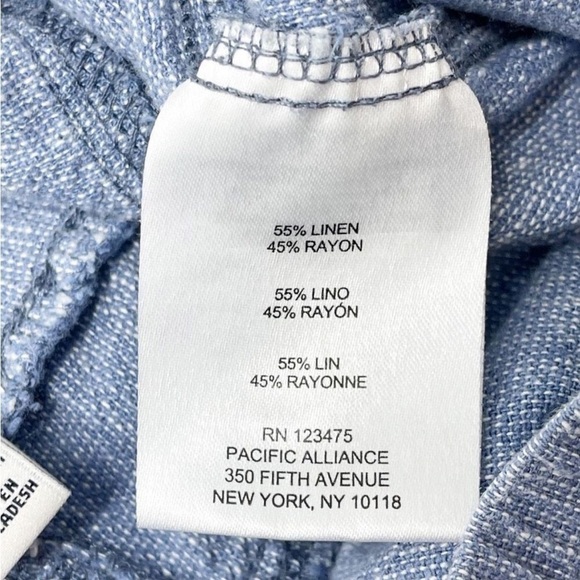 55% LINEN
45% RAYON
55% LINO
45% RAYÓN
55% LIN
45% RAYONNE
RN 123475
PACIFIC ALLIANCE
350 FIFTH AVENUE
NEW YORK, NY 10118